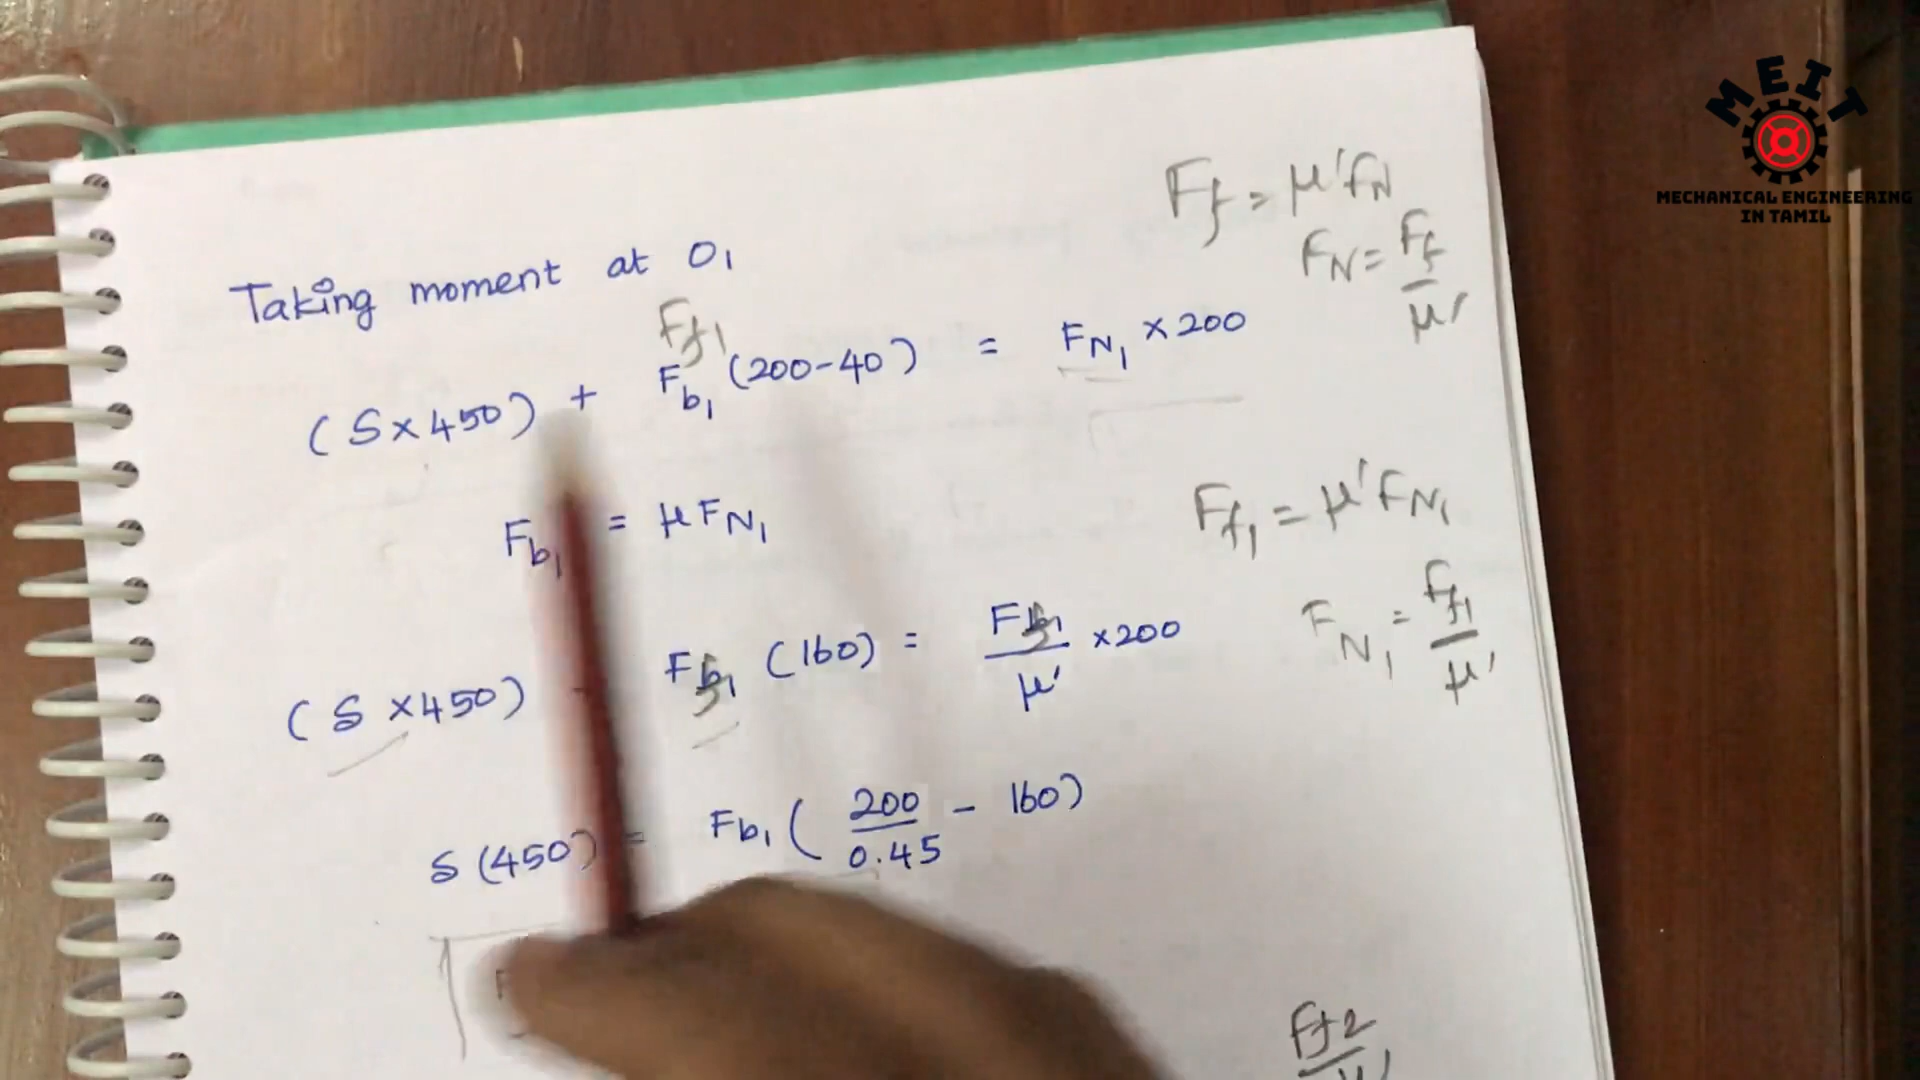 MEIT
MECHANICAL ENGINEERING
IN TAMIL
Ff = μ'FN
FN = Ff / μ'
Taking moment at O1
Ff1
(S×450) + Fb1 (200-40) = FN1 ×200
Fb1 = μFN1
Ff1 = μ'FN1
FN1 = Ff1 / μ'
(S ×450) Ff1 (160) = Ff1 / μ' ×200
S(450) = Fb1 ( 200 / 0.45 - 160)
Ff2 / μ'